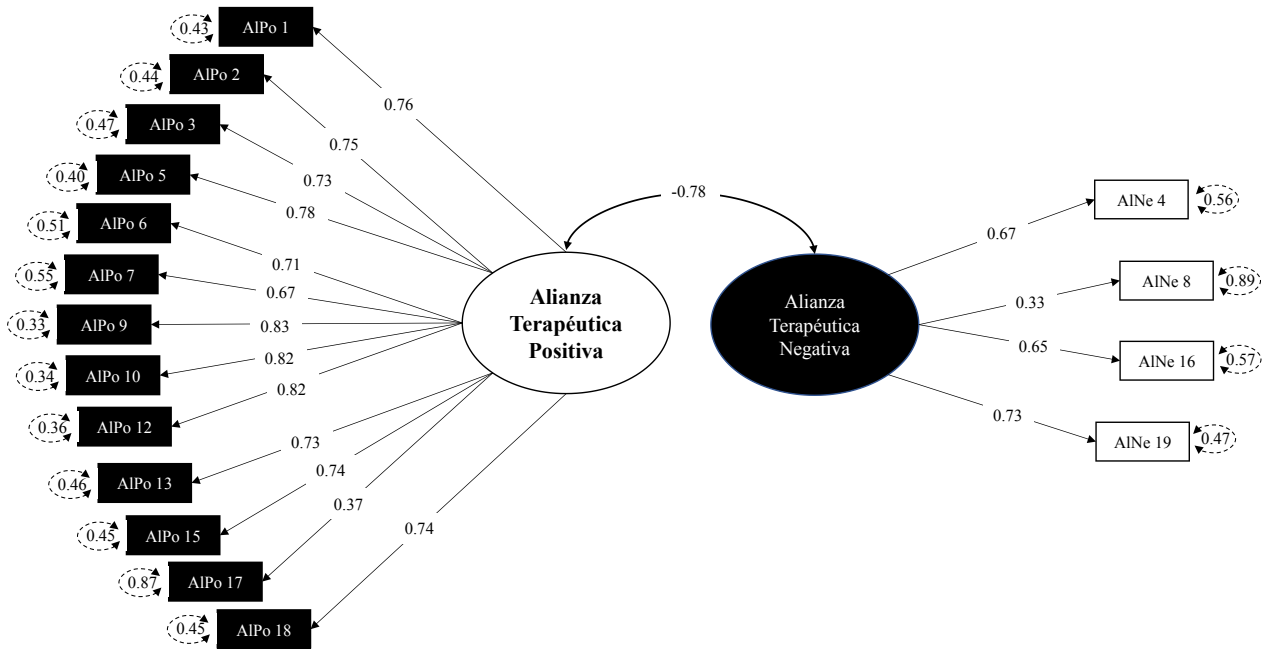 0.43 AlPo 1
0.44 AlPo 2
0.47 AlPo 3
0.40 AlPo 5
0.51 AlPo 6
0.55 AlPo 7
0.33 AlPo 9
0.34 AlPo 10
0.36 AlPo 12
0.46 AlPo 13
0.45 AlPo 15
0.87 AlPo 17
0.45 AlPo 18
0.76
0.75
0.73
0.78
0.71
0.67
0.83
0.82
0.82
0.73
0.74
0.37
0.74
Alianza
Terapéutica
Positiva
-0.78
Alianza
Terapéutica
Negativa
0.67
0.33
0.65
0.73
AlNe 4 0.56
AlNe 8 0.89
AlNe 16 0.57
AlNe 19 0.47